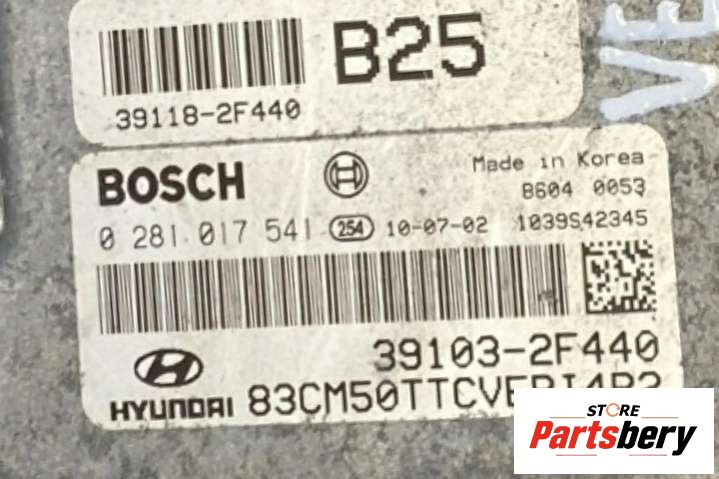 B25
39118-2F440
BOSCH
Made in Korea
B604 0053
0 281 017 541 254 10-07-02 1039S42345
39103-2F440
HYUNDAI
VE
STORE
Partsbery